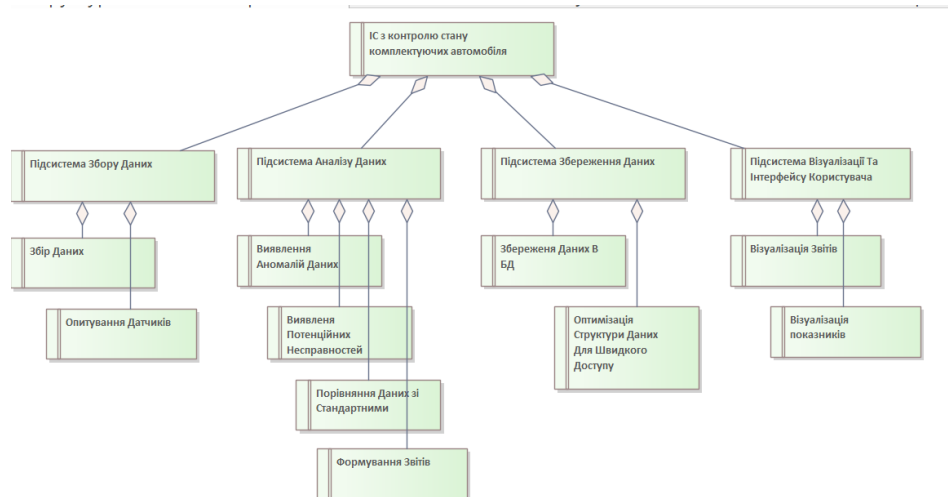 ІС з контролю стану
комплектуючих автомобіля
Підсистема Збору Даних
Підсистема Аналізу Даних
Підсистема Збереження Даних
Підсистема Візуалізації Та
Інтерфейсу Користувача
Збір Даних
Виявлення
Аномалій Даних
Збереженя Даних В
БД
Візуалізація Звітів
Опитування Датчиків
Виявленя
Потенційних
Несправностей
Оптимізація
Структури Даних
Для Швидкого
Доступу
Візуалізація
показників
Порівняння Даних зі
Стандартними
Формування Звітів